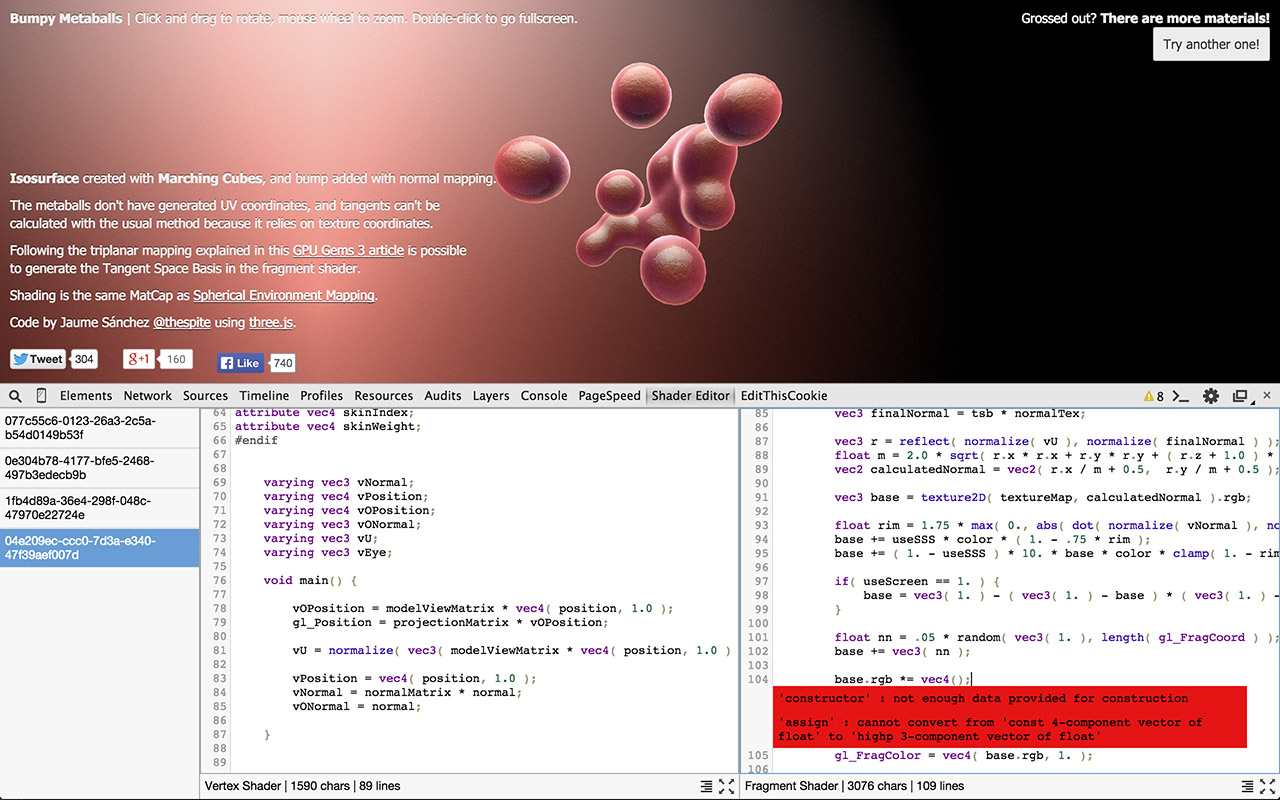 Bumpy Metaballs | Click and drag to rotate, mouse wheel to zoom. Double-click to go fullscreen.
Grossed out? There are more materials!
Try another one!
Isosurface created with Marching Cubes, and bump added with normal mapping.
The metaballs don't have generated UV coordinates, and tangents can't be
calculated with the usual method because it relies on texture coordinates.
Following the triplanar mapping explained in this GPU Gems 3 article is possible
to generate the Tangent Space Basis in the fragment shader.
Shading is the same MatCap as Spherical Environment Mapping.
Code by Jaume Sánchez @thespite using three.js.
Tweet 304 g+1 160 f Like 740
Elements Network Sources Timeline Profiles Resources Audits Layers Console PageSpeed Shader Editor EditThisCookie 8
077c55c6-0123-26a3-2c5a-
b54d0149b53f
0e304b78-4177-bfe5-2468-
497b3edecb9b
1fb4d89a-36e4-298f-048c-
47970e22724e
04e209ec-ccc0-7d3a-e340-
47f39aef007d
64 attribute vec4 skinIndex;
65 attribute vec4 skinWeight;
66 #endif
67
68
69 varying vec3 vNormal;
70 varying vec4 vPosition;
71 varying vec4 vOPosition;
72 varying vec3 vONormal;
73 varying vec3 vU;
74 varying vec3 vEye;
75
76 void main() {
77
78 vOPosition = modelViewMatrix * vec4( position, 1.0 );
79 gl_Position = projectionMatrix * vOPosition;
80
81 vU = normalize( vec3( modelViewMatrix * vec4( position, 1.0 )
82
83 vPosition = vec4( position, 1.0 );
84 vNormal = normalMatrix * normal;
85 vONormal = normal;
86
87 }
88
89
Vertex Shader | 1590 chars | 89 lines
85 vec3 finalNormal = tsb * normalTex;
86
87 vec3 r = reflect( normalize( vU ), normalize( finalNormal ) );
88 float m = 2.0 * sqrt( r.x * r.x + r.y * r.y + ( r.z + 1.0 ) *
89 vec2 calculatedNormal = vec2( r.x / m + 0.5, r.y / m + 0.5 );
90
91 vec3 base = texture2D( textureMap, calculatedNormal ).rgb;
92
93 float rim = 1.75 * max( 0., abs( dot( normalize( vNormal ), no
94 base += useSSS * color * ( 1. - .75 * rim );
95 base += ( 1. - useSSS ) * 10. * base * color * clamp( 1. - rim
96
97 if( useScreen == 1. ) {
98 base = vec3( 1. ) - ( vec3( 1. ) - base ) * ( vec3( 1. ) -
99 }
100
101 float nn = .05 * random( vec3( 1. ), length( gl_FragCoord ) );
102 base += vec3( nn );
103
104 base.rgb *= vec4();
'constructor' : not enough data provided for construction
'assign' : cannot convert from 'const 4-component vector of
float' to 'highp 3-component vector of float'
105 gl_FragColor = vec4( base.rgb, 1. );
106
Fragment Shader | 3076 chars | 109 lines